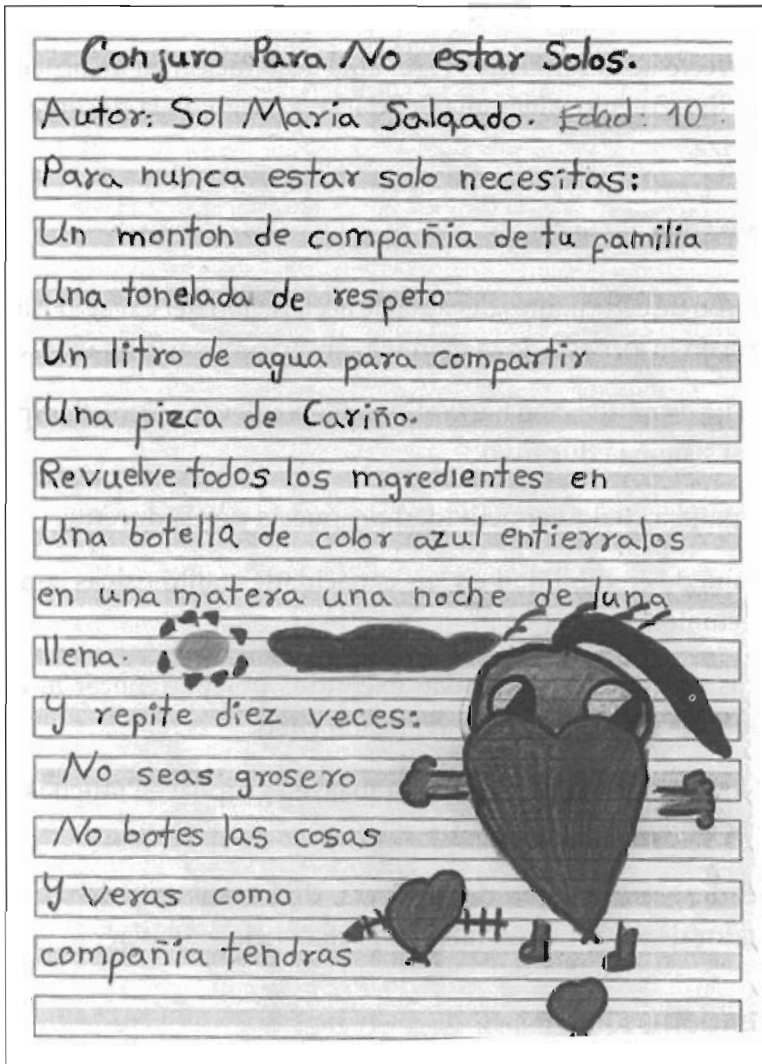 Conjuro Para No estar Solos.
Autor: Sol María Salgado. Edad: 10.
Para nunca estar solo necesitas:
Un monton de compañia de tu familia
Una tonelada de respeto
Un litro de agua para compartir
Una pizca de Cariño.
Revuelve todos los ingredientes en
Una botella de color azul entierralos
en una matera una noche de luna
llena.
Y repite diez veces:
No seas grosero
No botes las cosas
Y veras como
compañía tendras